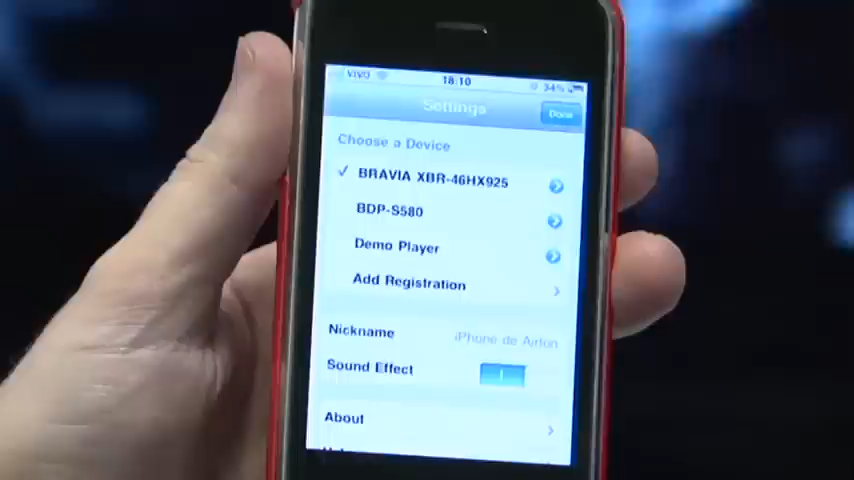 VIVO 18:10 34%
Settings Done
Choose a Device
✓ BRAVIA XBR-46HX925
BDP-S580
Demo Player
Add Registration
Nickname iPhone de Airton
Sound Effect
About